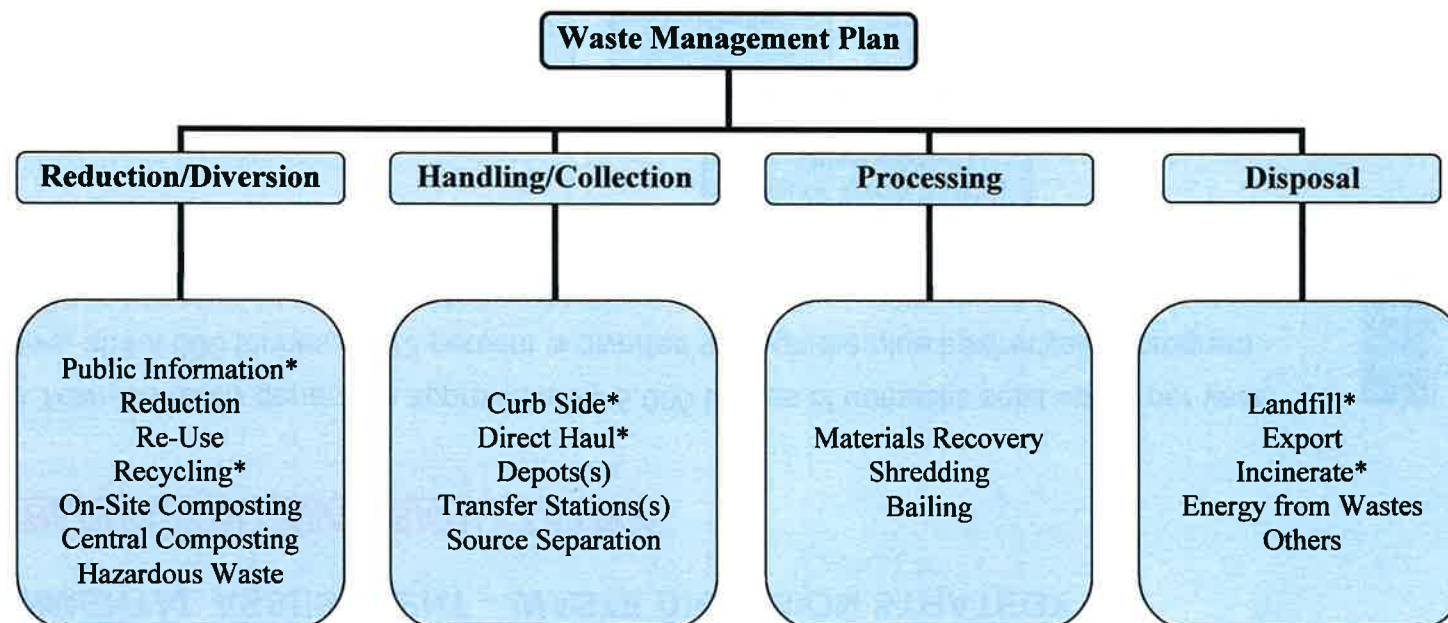 Waste Management Plan
Reduction/Diversion
Handling/Collection
Processing
Disposal
Public Information*
Reduction
Re-Use
Recycling*
On-Site Composting
Central Composting
Hazardous Waste
Curb Side*
Direct Haul*
Depots(s)
Transfer Stations(s)
Source Separation
Materials Recovery
Shredding
Bailing
Landfill*
Export
Incinerate*
Energy from Wastes
Others